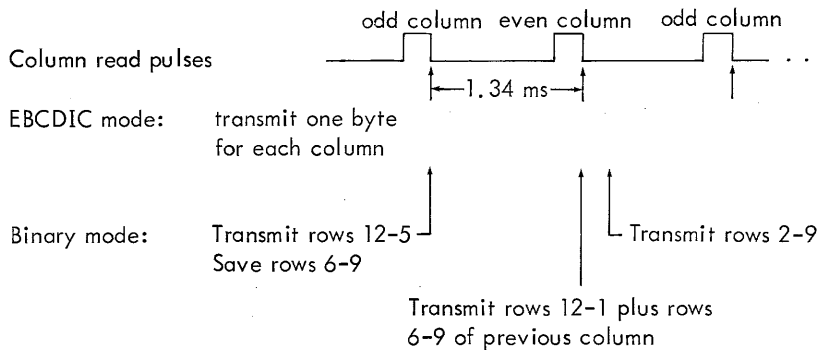 odd column even column odd column
Column read pulses
. .
1.34 ms
EBCDIC mode: transmit one byte
for each column
Binary mode: Transmit rows 12-5
Transmit rows 2-9
Save rows 6-9
Transmit rows 12-1 plus rows
6-9 of previous column